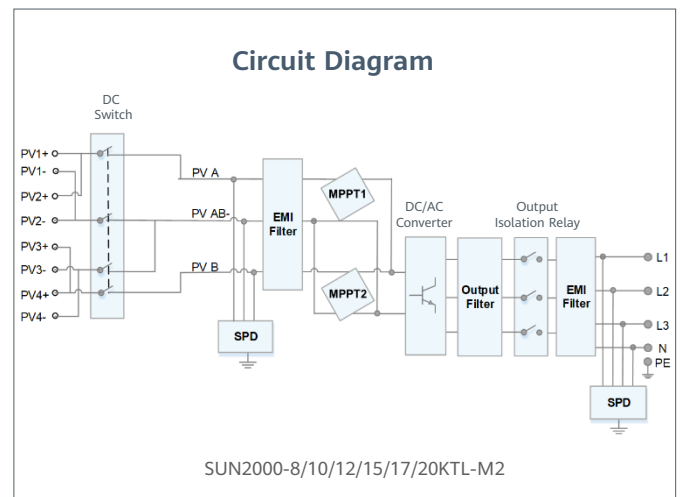 Circuit Diagram
DC
Switch
PV1+
PV1-
PV2+
PV2-
PV3+
PV3-
PV4+
PV4-
PV A
PV AB-
PV B
EMI
Filter
SPD
MPPT1
MPPT2
DC/AC
Converter
Output
Filter
Output
Isolation Relay
EMI
Filter
L1
L2
L3
N
PE
SPD
SUN2000-8/10/12/15/17/20KTL-M2